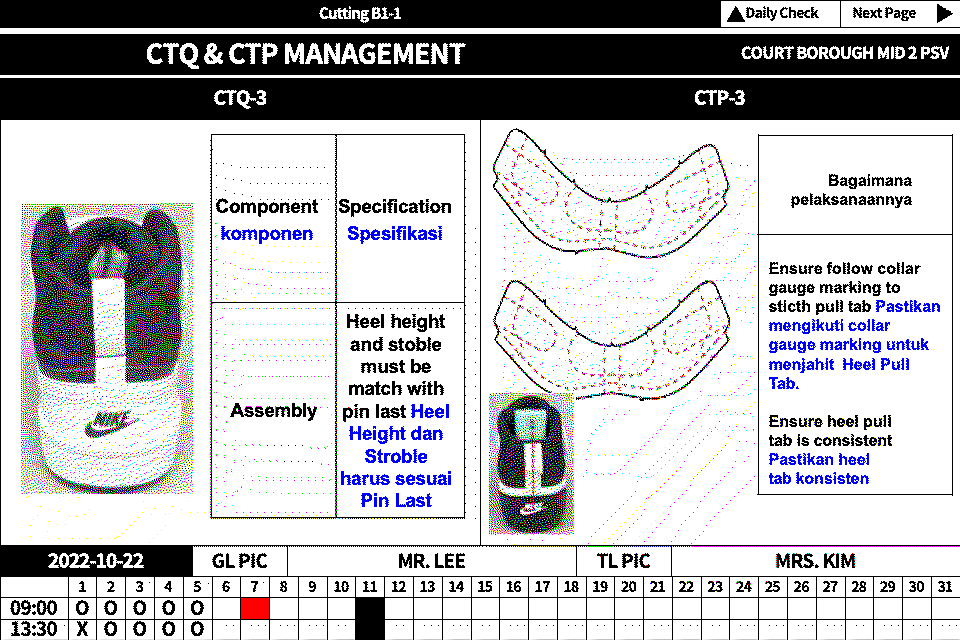 Cutting B1-1
▲Daily Check
Next Page ▶
CTQ & CTP MANAGEMENT
COURT BOROUGH MID 2 PSV
CTQ-3
CTP-3
Component
komponen
Specification
Spesifikasi
Assembly
Heel height
and stoble
must be
match with
pin last Heel
Height dan
Stroble
harus sesuai
Pin Last
NIKE
Bagaimana
pelaksanaannya
Ensure follow collar
gauge marking to
sticth pull tab Pastikan
mengikuti collar
gauge marking untuk
menjahit Heel Pull
Tab.
Ensure heel pull
tab is consistent
Pastikan heel
tab konsisten
2022-10-22 GL PIC MR. LEE TL PIC MRS. KIM
1 2 3 4 5 6 7 8 9 10 11 12 13 14 15 16 17 18 19 20 21 22 23 24 25 26 27 28 29 30 31
09:00 O O O O O
13:30 X O O O O